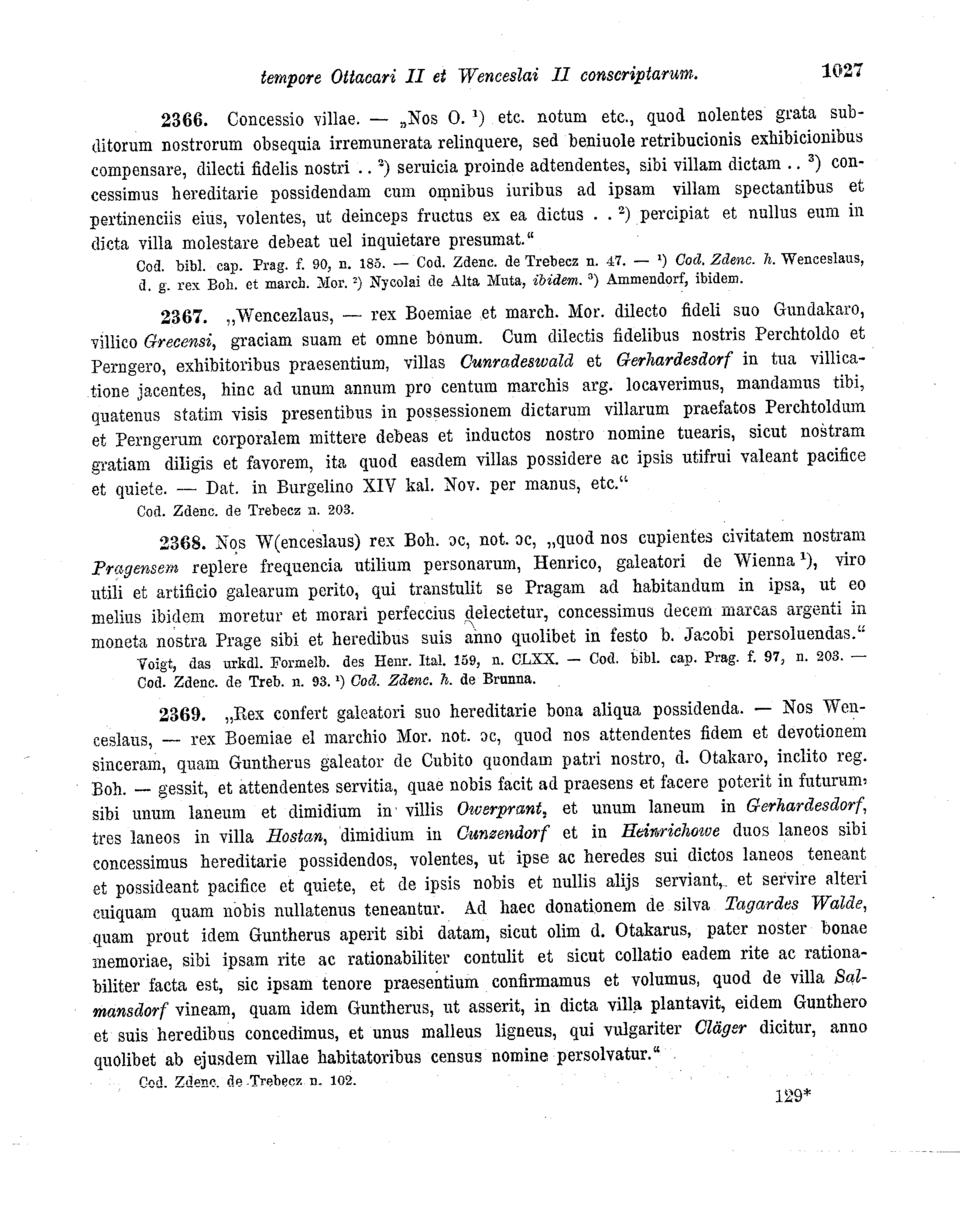 tempore Ottacari II et Wenceslai II conscriptarum. 1027
2366. Concessio villae. — „Nos O. ¹) etc. notum etc., quod nolentes grata sub-
ditorum nostrorum obsequia irremunerata relinquere, sed beniuole retribucionis exhibicionibus
compensare, dilecti fidelis nostri . . ²) seruicia proinde adtendentes, sibi villam dictam . . ³) con-
cessimus hereditarie possidendam cum omnibus iuribus ad ipsam villam spectantibus et
pertinenciis eius, volentes, ut deinceps fructus ex ea dictus . . ²) percipiat et nullus eum in
dicta villa molestare debeat uel inquietare presumat.“
Cod. bibl. cap. Prag. f. 90, n. 185. — Cod. Zdenc. de Trebecz n. 47. — ¹) Cod. Zdenc. h. Wenceslaus,
d. g. rex Boh. et march. Mor. ²) Nycolai de Alta Muta, ibidem. ³) Ammendorf, ibidem.
2367. „Wencezlaus, — rex Boemiae et march. Mor. dilecto fideli suo Gundakaro,
villico Grecensi, graciam suam et omne bonum. Cum dilectis fidelibus nostris Perchtoldo et
Perngero, exhibitoribus praesentium, villas Cunradeswald et Gerhardesdorf in tua villica-
tione jacentes, hinc ad unum annum pro centum marchis arg. locaverimus, mandamus tibi,
quatenus statim visis presentibus in possessionem dictarum villarum praefatos Perchtoldum
et Perngerum corporalem mittere debeas et inductos nostro nomine tuearis, sicut nostram
gratiam diligis et favorem, ita quod easdem villas possidere ac ipsis utifrui valeant pacifice
et quiete. — Dat. in Burgelino XIV kal. Nov. per manus, etc.“
Cod. Zdenc. de Trebecz n. 203.
2368. Nos W(enceslaus) rex Boh. ɔc, not. ɔc, „quod nos cupientes civitatem nostram
Pragensem replere frequencia utilium personarum, Henrico, galeatori de Wienna ¹), viro
utili et artificio galearum perito, qui transtulit se Pragam ad habitandum in ipsa, ut eo
melius ibidem moretur et morari perfeccius delectetur, concessimus decem marcas argenti in
moneta nostra Prage sibi et heredibus suis anno quolibet in festo b. Jacobi persoluendas.“
Voigt, das urkdl. Formelb. des Henr. Ital. 159, n. CLXX. — Cod. bibl. cap. Prag. f. 97, n. 203. —
Cod. Zdenc. de Treb. n. 93. ¹) Cod. Zdenc. h. de Brunna.
2369. „Rex confert galeatori suo hereditarie bona aliqua possidenda. — Nos Wen-
ceslaus, — rex Boemiae el marchio Mor. not. ɔc, quod nos attendentes fidem et devotionem
sinceram, quam Guntherus galeator de Cubito quondam patri nostro, d. Otakaro, inclito reg.
Boh. — gessit, et attendentes servitia, quae nobis facit ad praesens et facere poterit in futurum,
sibi unum laneum et dimidium in villis Owerprant, et unum laneum in Gerhardesdorf,
tres laneos in villa Hostan, dimidium in Cunzendorf et in Heinrichowe duos laneos sibi
concessimus hereditarie possidendos, volentes, ut ipse ac heredes sui dictos laneos teneant
et possideant pacifice et quiete, et de ipsis nobis et nullis alijs serviant, et servire alteri
cuiquam quam nobis nullatenus teneantur. Ad haec donationem de silva Tagardes Walde,
quam prout idem Guntherus aperit sibi datam, sicut olim d. Otakarus, pater noster bonae
memoriae, sibi ipsam rite ac rationabiliter contulit et sicut collatio eadem rite ac rationa-
biliter facta est, sic ipsam tenore praesentium confirmamus et volumus, quod de villa Sal-
mansdorf vineam, quam idem Guntherus, ut asserit, in dicta villa plantavit, eidem Gunthero
et suis heredibus concedimus, et unus malleus ligneus, qui vulgariter Cläger dicitur, anno
quolibet ab ejusdem villae habitatoribus census nomine persolvatur.“
Cod. Zdenc. de Trebecz n. 102.
129*